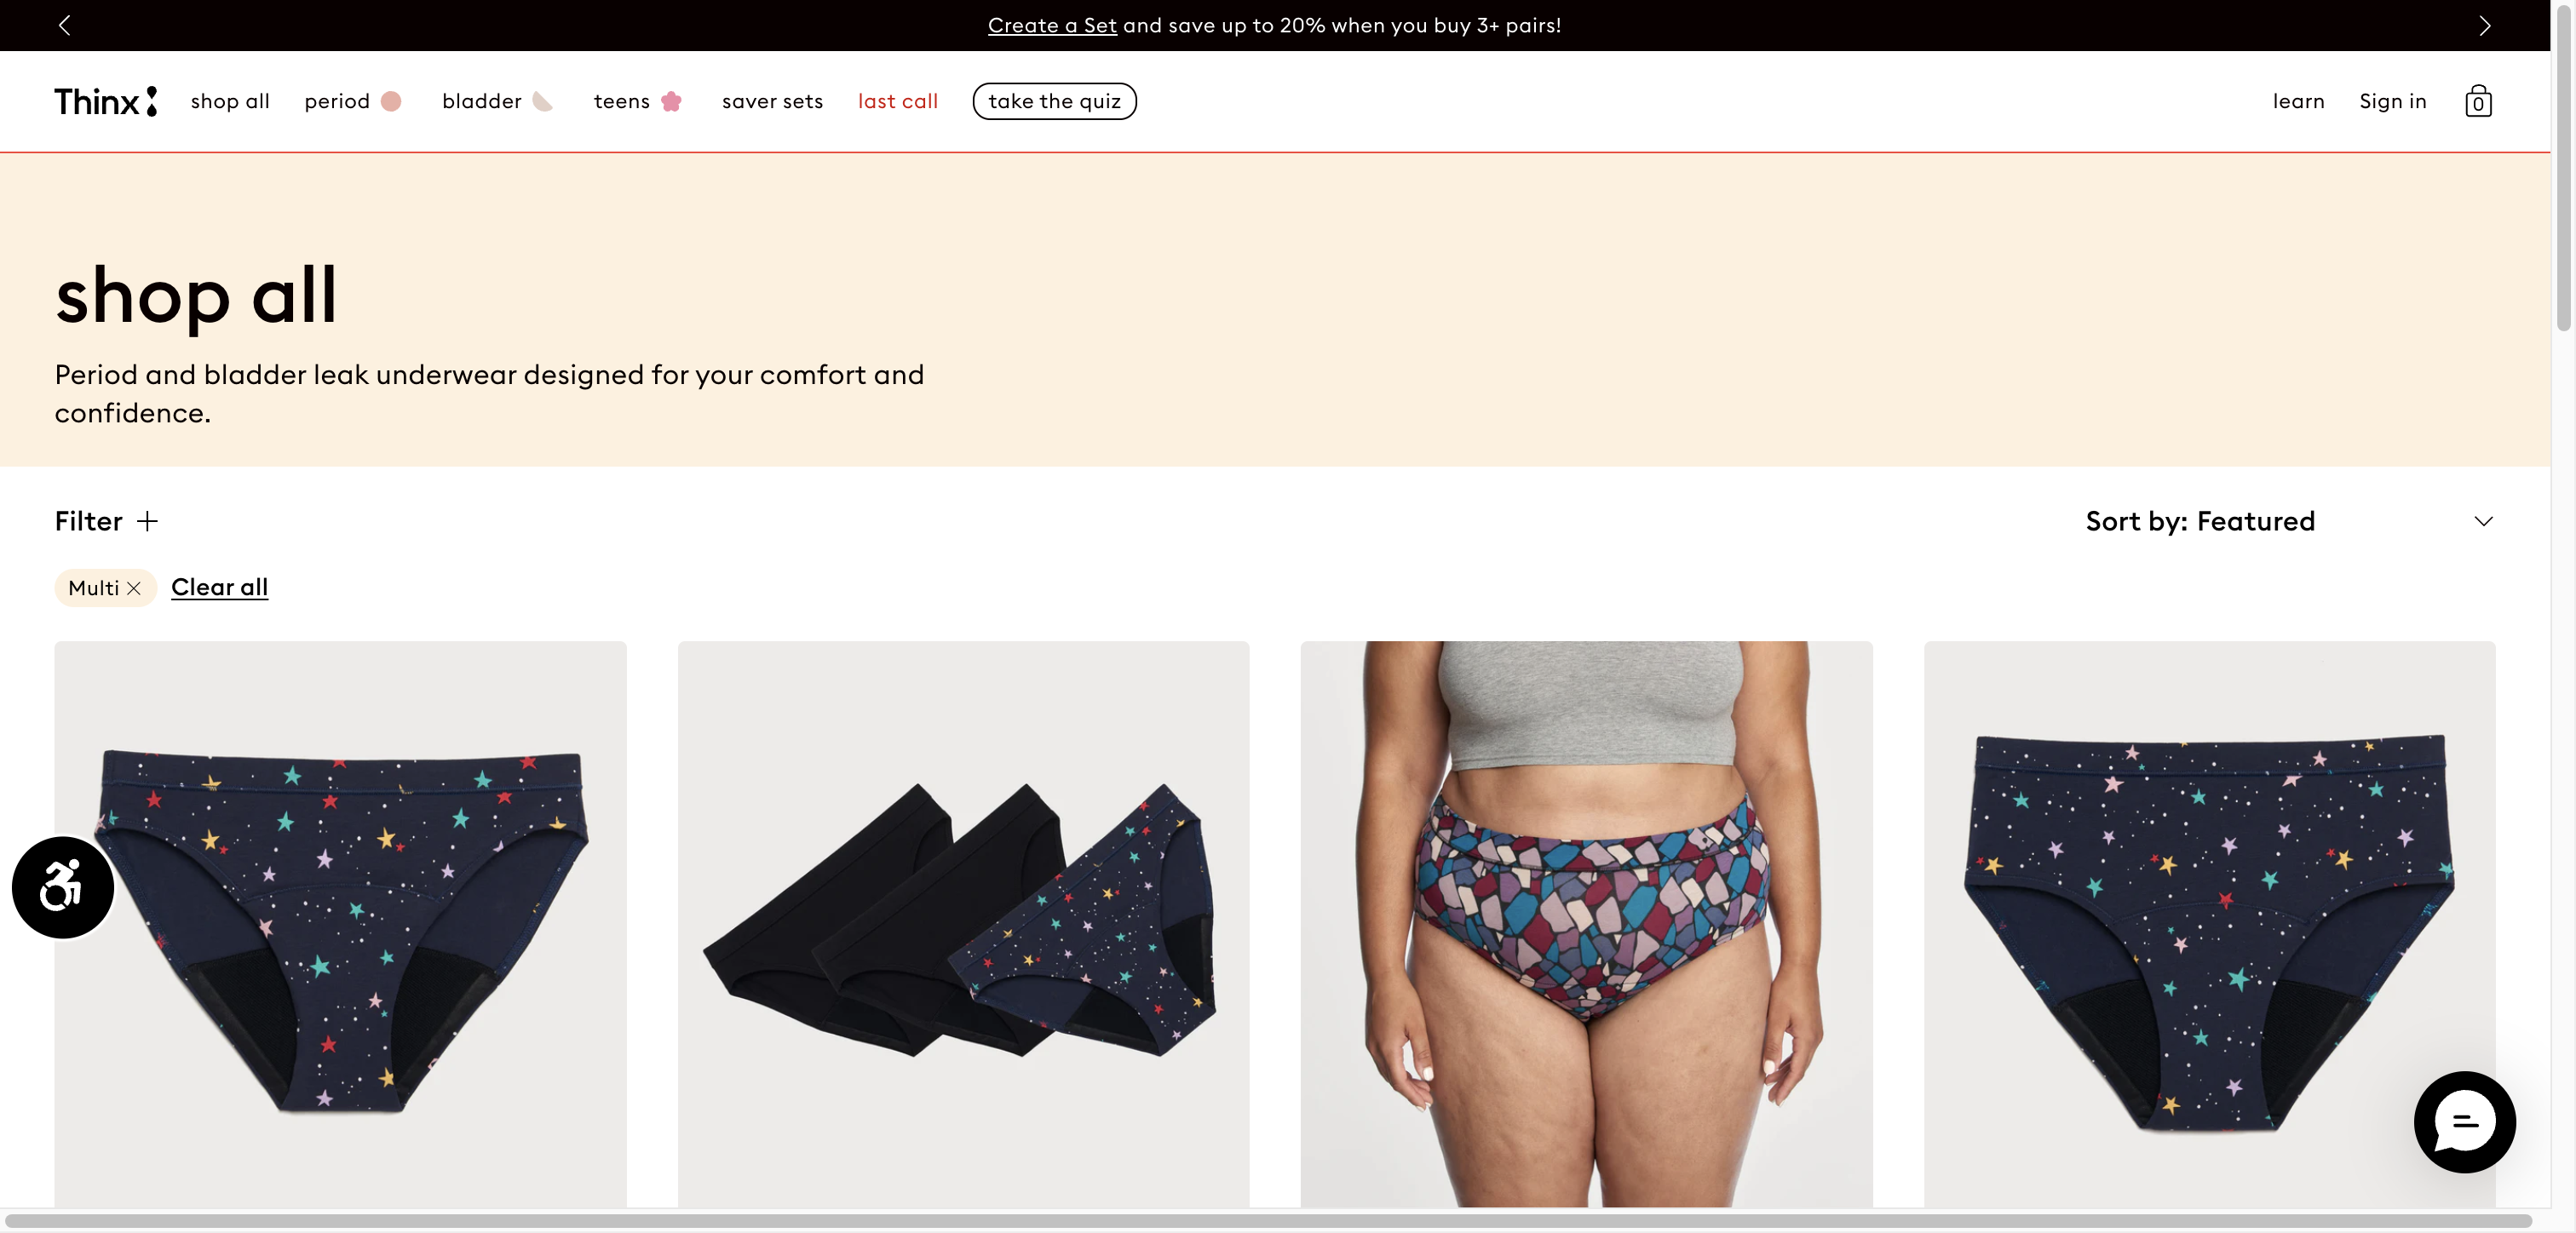 Create a Set and save up to 20% when you buy 3+ pairs!
Thinx shop all period bladder teens saver sets last call take the quiz learn Sign in 0
shop all
Period and bladder leak underwear designed for your comfort and
confidence.
Filter Sort by: Featured
Multi Clear all